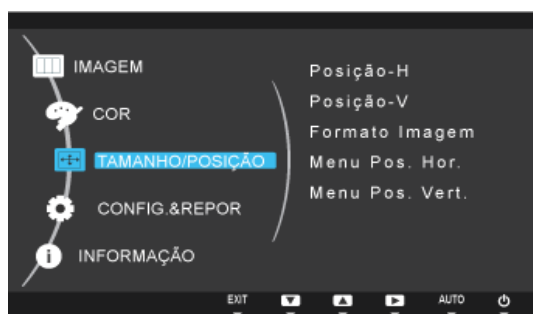 IMAGEM
COR
TAMANHO/POSIÇÃO
CONFIG.&REPOR
INFORMAÇÃO
Posição-H
Posição-V
Formato Imagem
Menu Pos. Hor.
Menu Pos. Vert.
EXIT AUTO